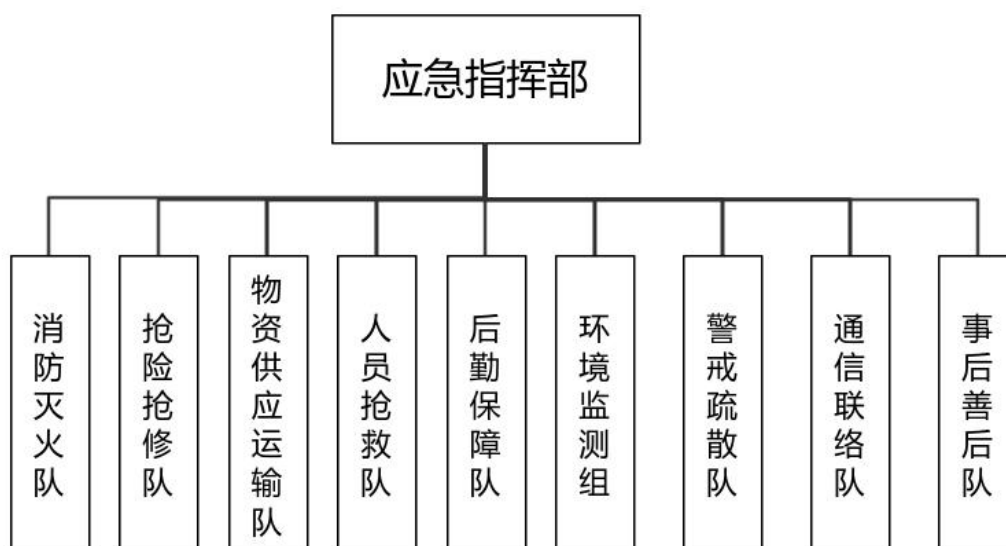 应急指挥部
消防灭火队
抢险抢修队
物资供应运输队
人员抢救队
后勤保障队
环境监测组
警戒疏散队
通信联络队
事后善后队